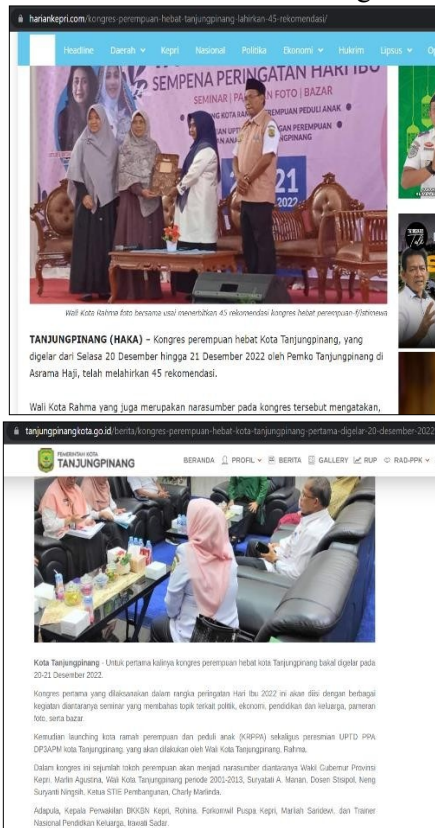 hariankepri.com/kongres-perempuan-hebat-tanjungpinang-lahirkan-45-rekomendasi/
Headline Daerah Kepri Nasional Politika Ekonomi Hukrim Lipsus
SEMPENA PERINGATAN HARI IBU
SEMINAR | PA FOTO | BAZAR
PEREMPUAN PEDULI ANAK
21
2022
Wali Kota Rahma foto bersama usai menerbitkan 45 rekomendasi kongres hebat perempuan-f/istimewa
TANJUNGPINANG (HAKA) – Kongres perempuan hebat Kota Tanjungpinang, yang
digelar dari Selasa 20 Desember hingga 21 Desember 2022 oleh Pemko Tanjungpinang di
Asrama Haji, telah melahirkan 45 rekomendasi.
Wali Kota Rahma yang juga merupakan narasumber pada kongres tersebut mengatakan,
tanjungpinangkota.go.id/berita/kongres-perempuan-hebat-kota-tanjungpinang-pertama-digelar-20-desember-2022
PEMERINTAH KOTA
TANJUNGPINANG
BERANDA PROFIL BERITA GALLERY RUP RAD-PPK
Kota Tanjungpinang - Untuk pertama kalinya kongres perempuan hebat kota Tanjungpinang bakal digelar pada
20-21 Desember 2022.
Kongres pertama yang dilaksanakan dalam rangka peringatan Hari Ibu 2022 ini akan diisi dengan berbagai
kegiatan diantaranya seminar yang membahas topik terkait politik, ekonomi, pendidikan dan keluarga, pameran
foto, serta bazar.
Kemudian launching kota ramah perempuan dan peduli anak (KRPPA) sekaligus peresmian UPTD PPA
DP3APM kota Tanjungpinang, yang akan dilakukan oleh Wali Kota Tanjungpinang, Rahma.
Dalam kongres ini sejumlah tokoh perempuan akan menjadi narasumber diantaranya Wakil Gubernur Provinsi
Kepri, Marlin Agustina, Wali Kota Tanjungpinang periode 2001-2013, Suryatati A. Manan, Dosen Stisipol, Neng
Suryanti Ningsih, Ketua STIE Pembangunan, Charly Marlinda.
Adapula, Kepala Perwakilan BKKBN Kepri, Rohina. Forkomwil Puspa Kepri, Marliah Sandewi, dan Trainer
Nasional Pendidikan Keluarga, Irawati Sadar.